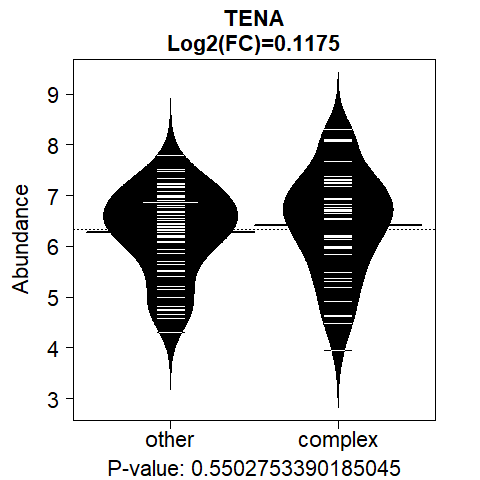 TENA
Log2(FC)=0.1175
Abundance
9
8
7
6
5
4
3
other complex
P-value: 0.5502753390185045